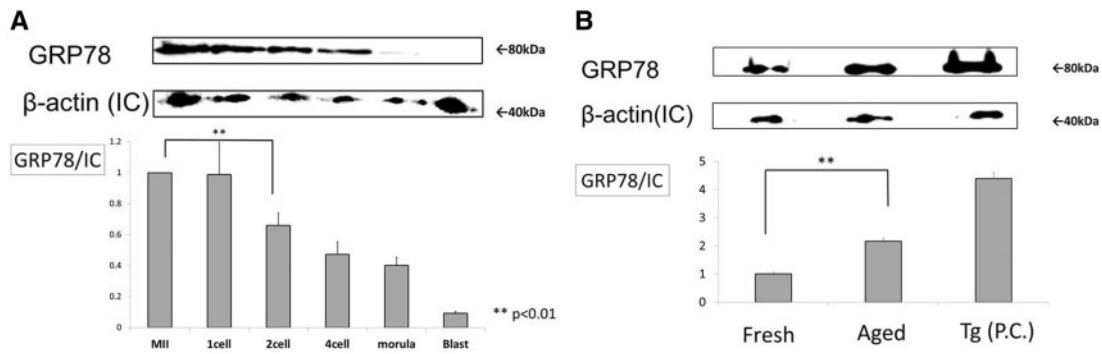 A
GRP78
←80kDa
β-actin (IC)
←40kDa
GRP78/IC
**
1.2
1
0.8
0.6
0.4
0.2
0
MII 1cell 2cell 4cell morula Blast
** p<0.01
B
GRP78
←80kDa
β-actin(IC)
←40kDa
GRP78/IC
**
5
4
3
2
1
0
Fresh Aged Tg (P.C.)